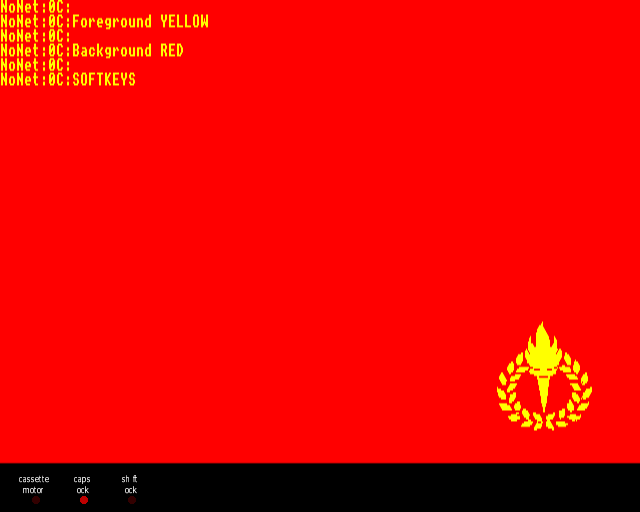 NoNet:0C:
NoNet:0C:Foreground YELLOW
NoNet:0C:
NoNet:0C:Background RED
NoNet:0C:
NoNet:0C:SOFTKEYS
cassette caps sh ft
motor ock ock